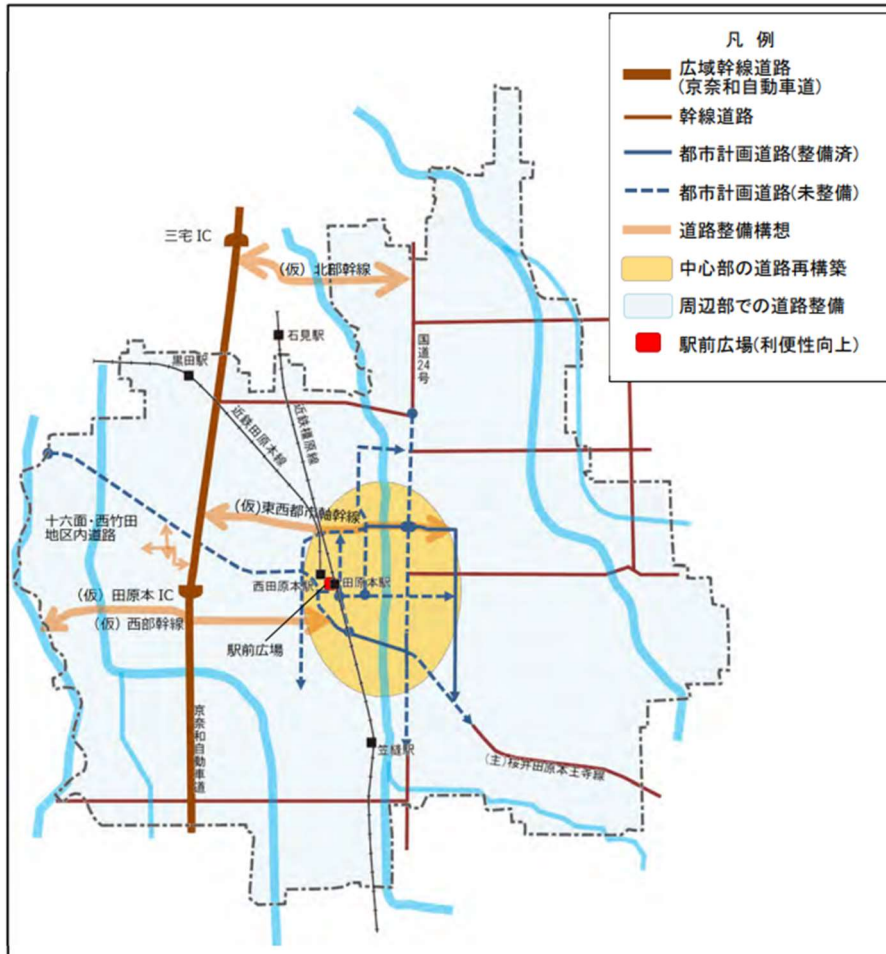 凡 例
広域幹線道路
(京奈和自動車道)
幹線道路
都市計画道路(整備済)
都市計画道路(未整備)
道路整備構想
中心部の道路再構築
周辺部での道路整備
駅前広場(利便性向上)
三宅 IC
(仮) 北部幹線
石見駅
国道24号
黒田駅
近鉄田原本線
近鉄橿原線
(仮)東西都市軸幹線
十六面・西竹田
地区内道路
西田原本駅
田原本駅
(仮) 田原本 IC
(仮) 西部幹線
駅前広場
京奈和自動車道
笠縫駅
(主)桜井田原本王寺線